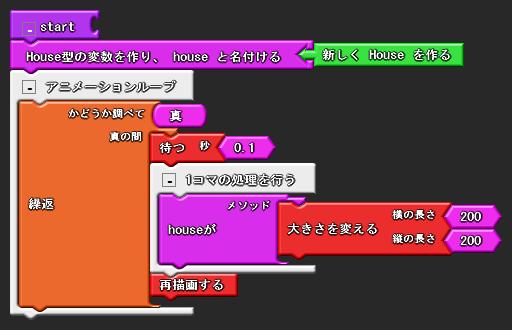 - start
House型の変数を作り、 house と名付ける 新しく House を作る
- アニメーションループ
かどうか調べて 真
真の間
待つ 秒 0.1
- 1コマの処理を行う
繰返
メソッド
houseが
大きさを変える
横の長さ 200
縦の長さ 200
再描画する